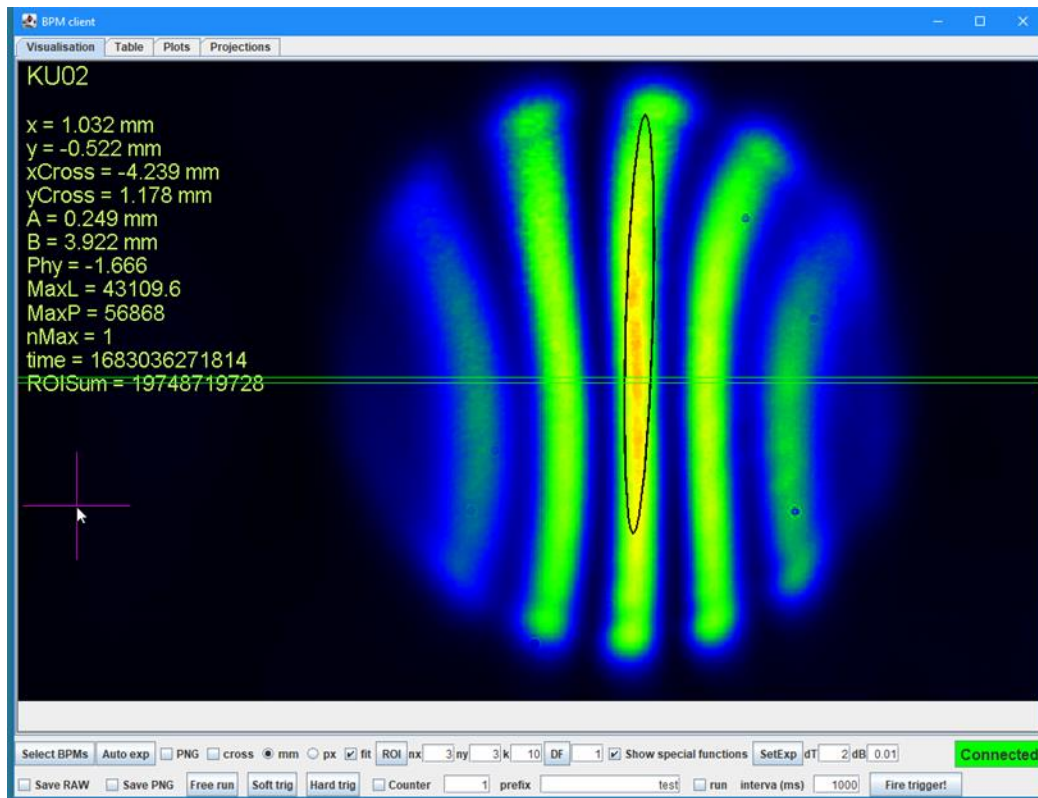 BPM client
Visualisation Table Plots Projections
KU02
x = 1.032 mm
y = -0.522 mm
xCross = -4.239 mm
yCross = 1.178 mm
A = 0.249 mm
B = 3.922 mm
Phy = -1.666
MaxL = 43109.6
MaxP = 56868
nMax = 1
time = 1683036271814
ROISum = 19748719728
Select BPMs Auto exp PNG cross mm px fit ROI nx 3 ny 3 k 10 DF 1 Show special functions SetExp dT 2 dB 0.01 Connected
Save RAW Save PNG Free run Soft trig Hard trig Counter 1 prefix test run interva (ms) 1000 Fire trigger!